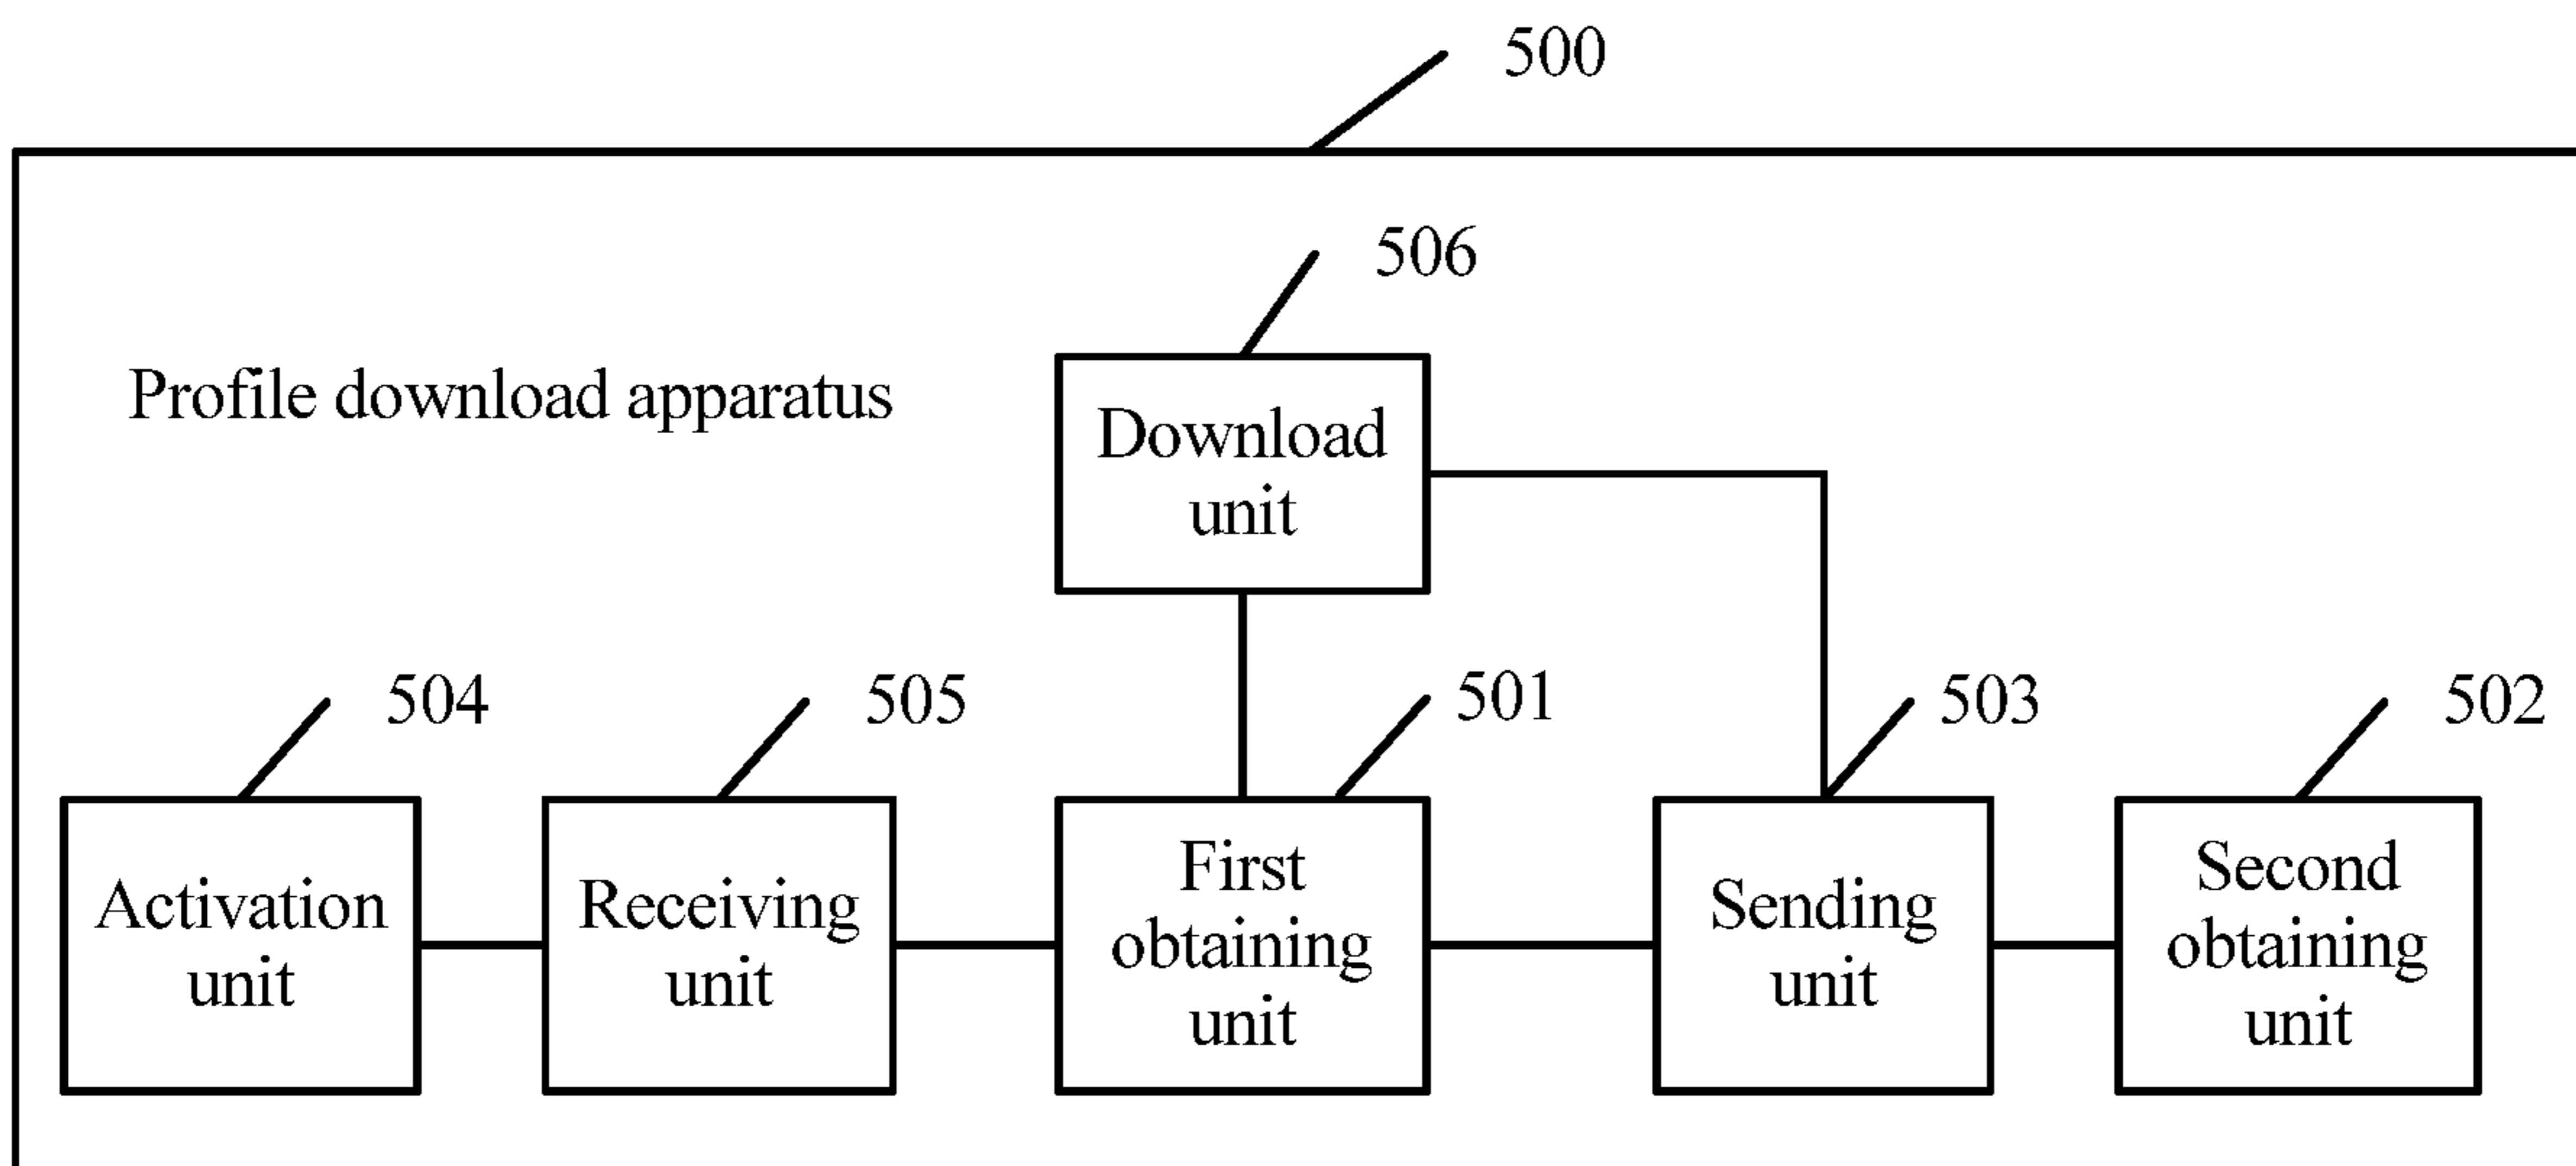 500
506
Profile download apparatus
Download
unit
504
505
501
503
502
Activation
unit
Receiving
unit
First
obtaining
unit
Sending
unit
Second
obtaining
unit